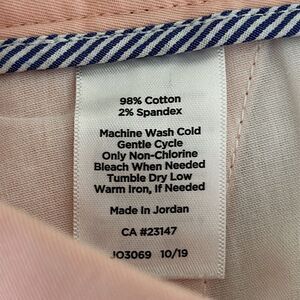 98% Cotton
2% Spandex
Machine Wash Cold
Gentle Cycle
Only Non-Chlorine
Bleach When Needed
Tumble Dry Low
Warm Iron, If Needed
Made in Jordan
CA #23147
JO3069 10/19